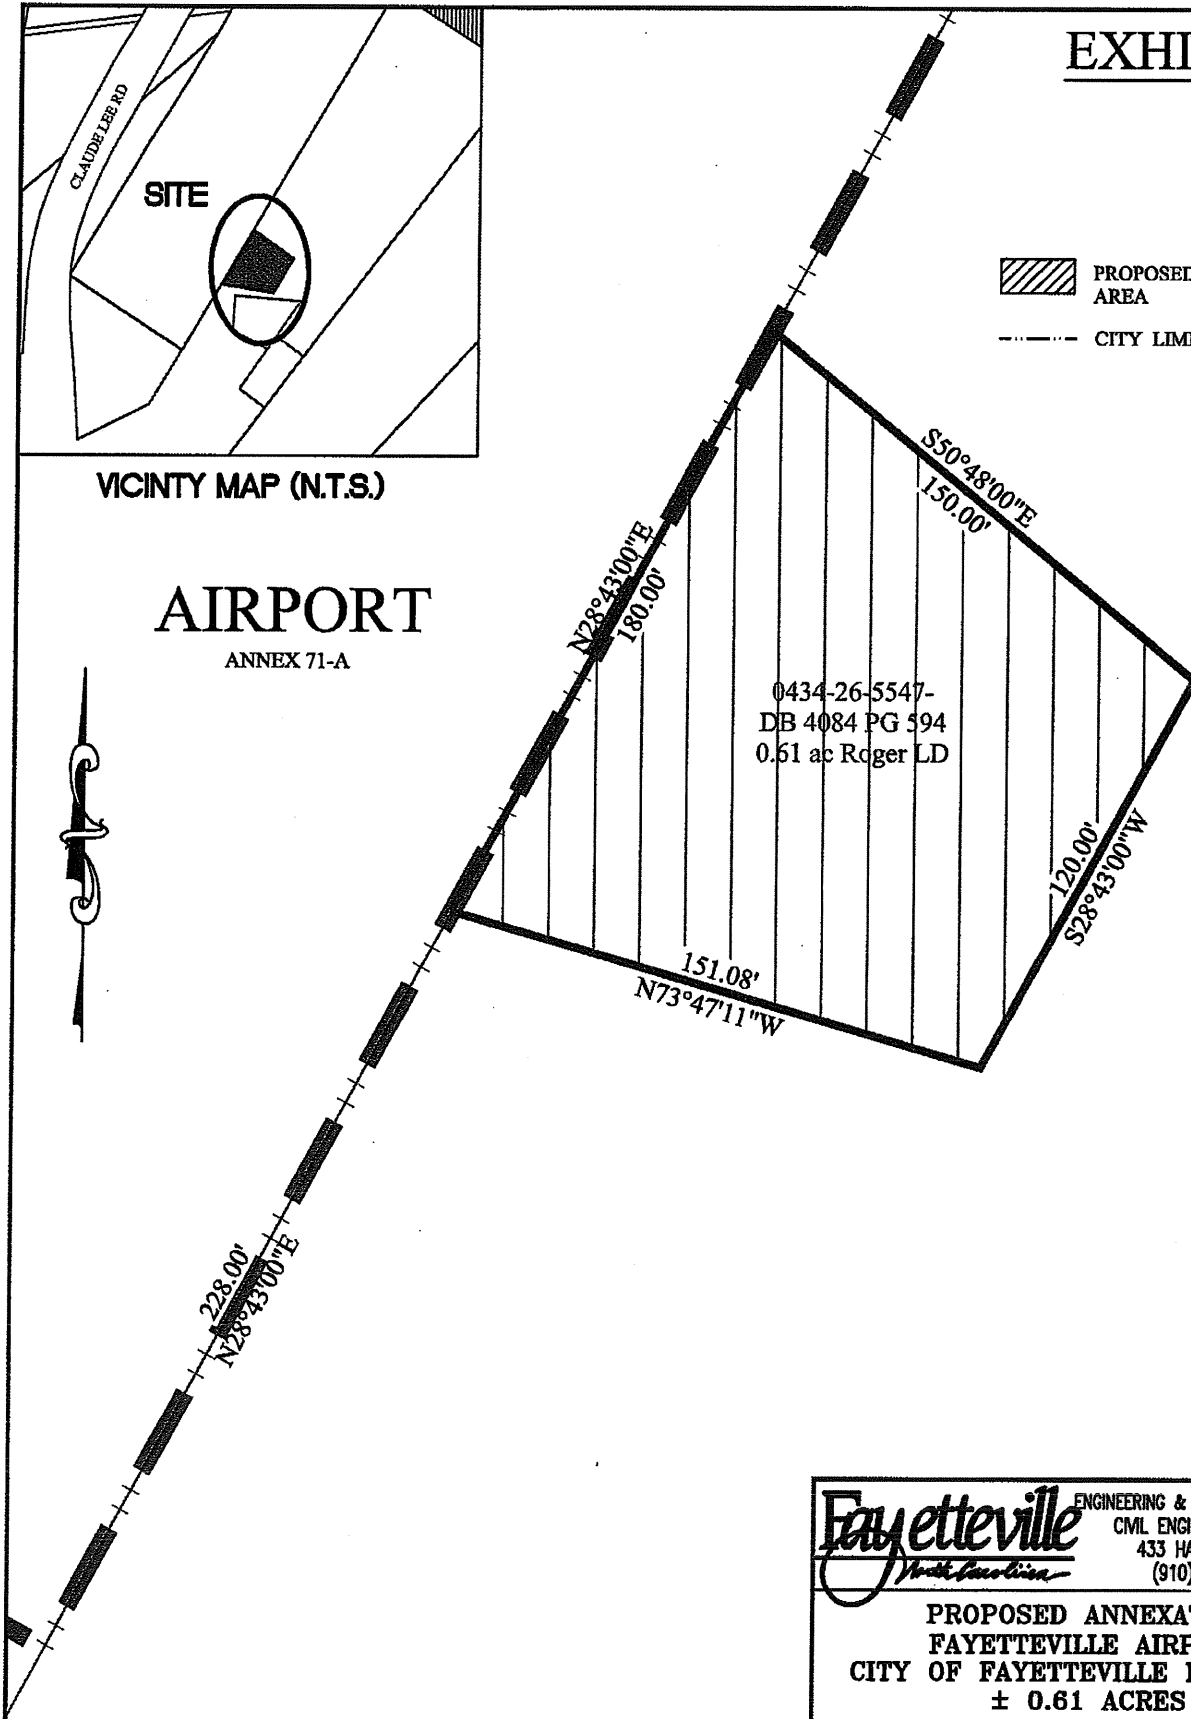 EXHI
CLAUDE LEE RD
SITE
VICINTY MAP (N.T.S.)
PROPOSED
AREA
CITY LIM
AIRPORT
ANNEX 71-A
S50°48'00"E
150.00'
N28°43'00"E
180.00'
0434-26-5547-
DB 4084 PG 594
0.61 ac Roger LD
120.00'
S28°43'00"W
151.08'
N73°47'11"W
228.00'
N28°43'00"E
Fayetteville
North Carolina
ENGINEERING &
CIVIL ENGI
433 HA
(910)
PROPOSED ANNEXA
FAYETTEVILLE AIRP
CITY OF FAYETTEVILLE
± 0.61 ACRES